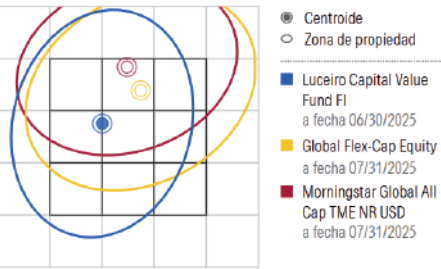 Centroide
Zona de propiedad
Luceiro Capital Value
Fund FI
a fecha 06/30/2025
Global Flex-Cap Equity
a fecha 07/31/2025
Morningstar Global All
Cap TME NR USD
a fecha 07/31/2025